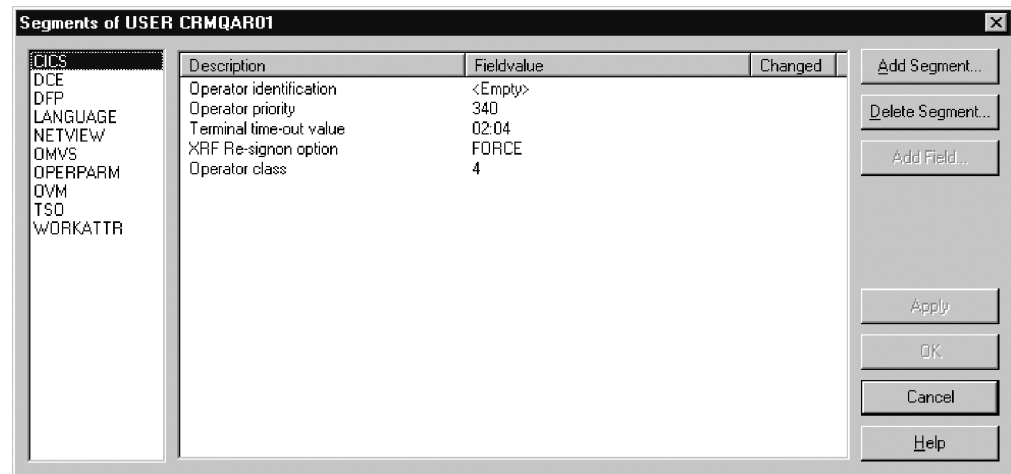 Segments of USER CRMQAR01
CICS
DCE
DFP
LANGUAGE
NETVIEW
OMVS
OPERPARM
OVM
TSO
WORKATTR
Description Fieldvalue Changed
Operator identification <Empty>
Operator priority 340
Terminal time-out value 02:04
XRF Re-signon option FORCE
Operator class 4
Add Segment...
Delete Segment...
Add Field...
Apply
OK
Cancel
Help